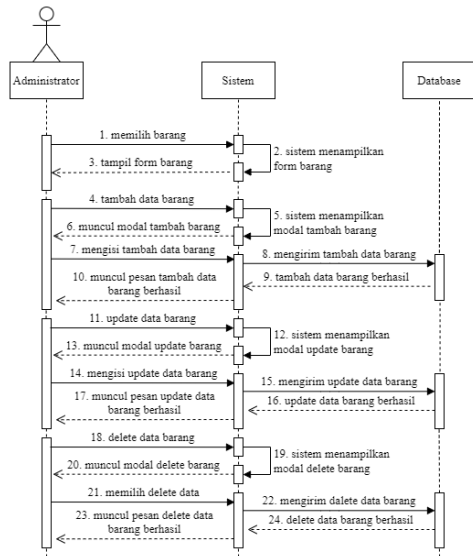 Administrator
Sistem
Database
1. memilih barang
2. sistem menampilkan
form barang
3. tampil form barang
4. tambah data barang
5. sistem menampilkan
modal tambah barang
6. muncul modal tambah barang
7. mengisi tambah data barang
8. mengirim tambah data barang
9. tambah data barang berhasil
10. muncul pesan tambah data
barang berhasil
11. update data barang
12. sistem menampilkan
modal update barang
13. muncul modal update barang
14. mengisi update data barang
15. mengirim update data barang
16. update data barang berhasil
17. muncul pesan update data
barang berhasil
18. delete data barang
19. sistem menampilkan
modal delete barang
20. muncul modal delete barang
21. memilih delete data
22. mengirim dalete data barang
24. delete data barang berhasil
23. muncul pesan delete data
barang berhasil